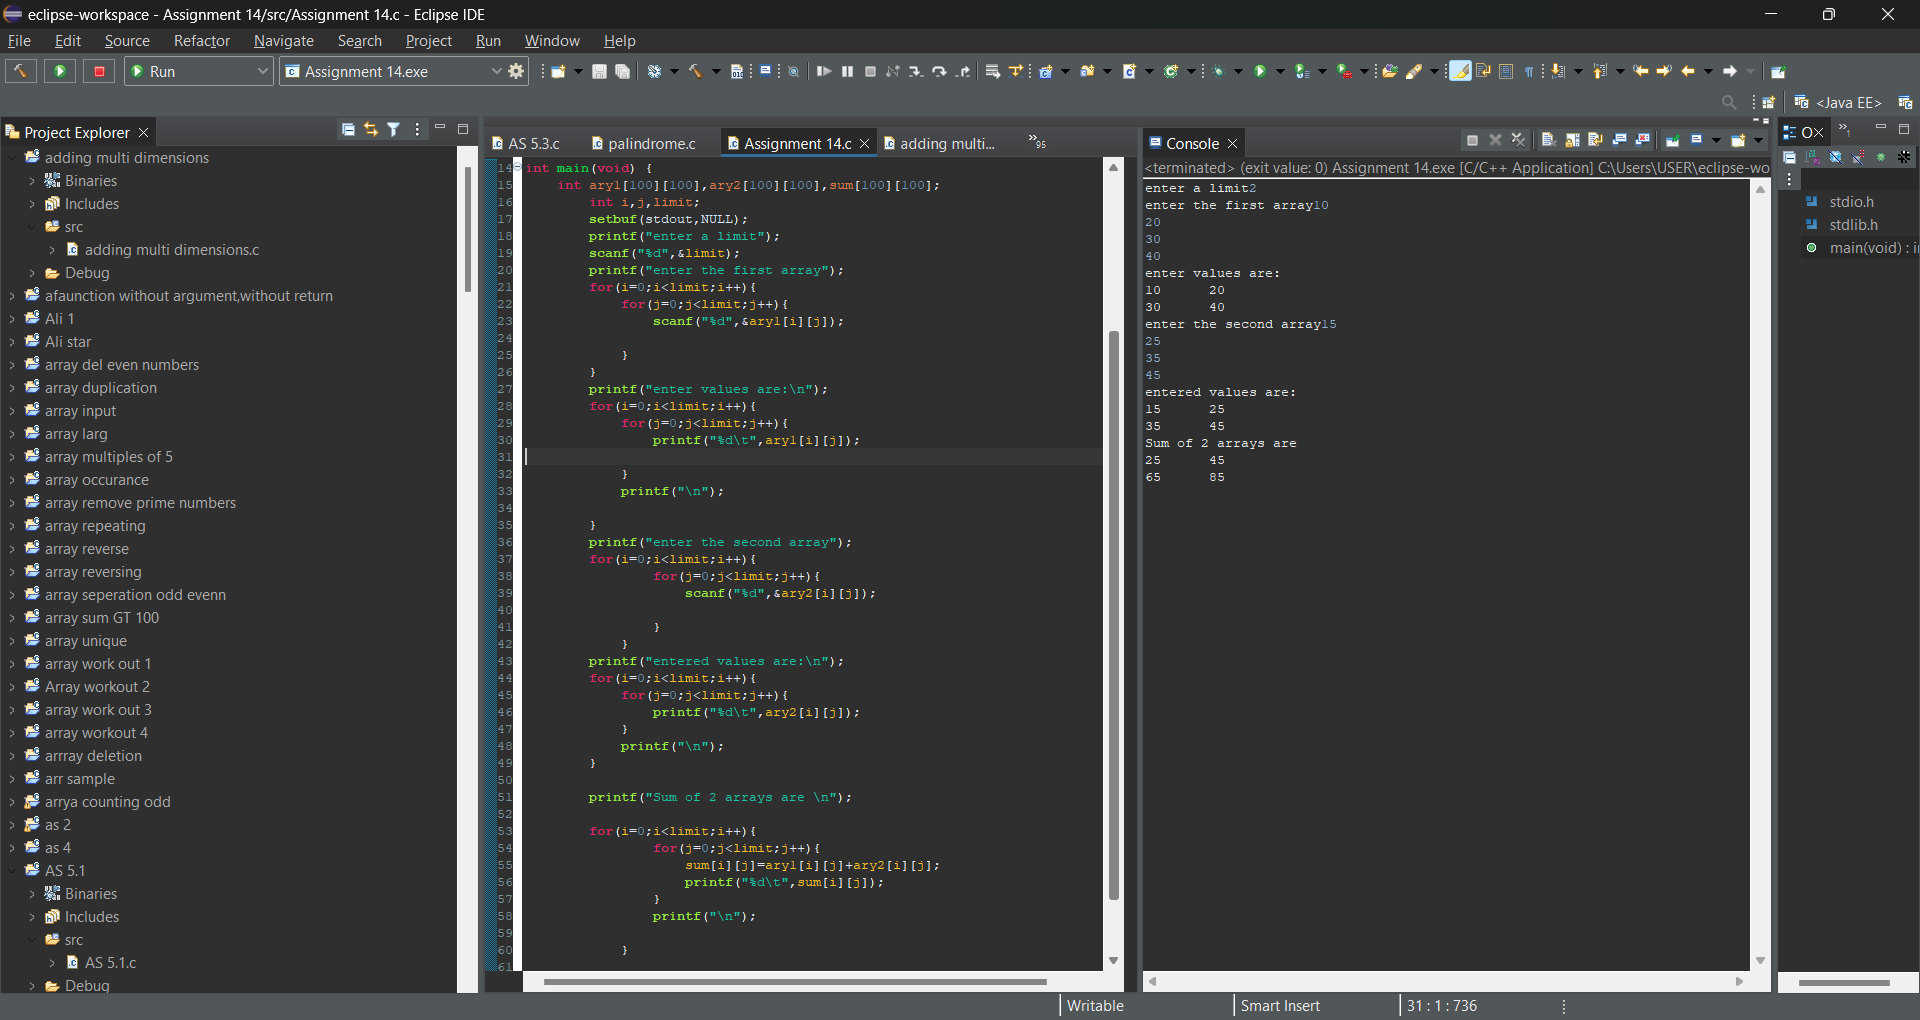 eclipse-workspace - Assignment 14/src/Assignment 14.c - Eclipse IDE
File Edit Source Refactor Navigate Search Project Run Window Help
Run Assignment 14.exe
<Java EE>
Project Explorer
adding multi dimensions
Binaries
Includes
src
adding multi dimensions.c
Debug
afaunction without argument,without return
Ali 1
Ali star
array del even numbers
array duplication
array input
array larg
array multiples of 5
array occurance
array remove prime numbers
array repeating
array reverse
array reversing
array seperation odd evenn
array sum GT 100
array unique
array work out 1
Array workout 2
array work out 3
array workout 4
arrray deletion
arr sample
arrya counting odd
as 2
as 4
AS 5.1
Binaries
Includes
src
AS 5.1.c
Debug
AS 5.3.c palindrome.c Assignment 14.c adding multi... »95
14 int main(void) {
15 int ary1[100][100],ary2[100][100],sum[100][100];
16 int i,j,limit;
17 setbuf(stdout,NULL);
18 printf("enter a limit");
19 scanf("%d",&limit);
20 printf("enter the first array");
21 for(i=0;i<limit;i++){
22 for(j=0;j<limit;j++){
23 scanf("%d",&ary1[i][j]);
24
25 }
26 }
27 printf("enter values are:\n");
28 for(i=0;i<limit;i++){
29 for(j=0;j<limit;j++){
30 printf("%d\t",ary1[i][j]);
31
32 }
33 printf("\n");
34
35 }
36 printf("enter the second array");
37 for(i=0;i<limit;i++){
38 for(j=0;j<limit;j++){
39 scanf("%d",&ary2[i][j]);
40
41 }
42 }
43 printf("entered values are:\n");
44 for(i=0;i<limit;i++){
45 for(j=0;j<limit;j++){
46 printf("%d\t",ary2[i][j]);
47 }
48 printf("\n");
49 }
50
51 printf("Sum of 2 arrays are \n");
52
53 for(i=0;i<limit;i++){
54 for(j=0;j<limit;j++){
55 sum[i][j]=ary1[i][j]+ary2[i][j];
56 printf("%d\t",sum[i][j]);
57 }
58 printf("\n");
59
60 }
61
Console
<terminated> (exit value: 0) Assignment 14.exe [C/C++ Application] C:\Users\USER\eclipse-wo
enter a limit2
enter the first array10
20
30
40
enter values are:
10 20
30 40
enter the second array15
25
35
45
entered values are:
15 25
35 45
Sum of 2 arrays are
25 45
65 85
»1
stdio.h
stdlib.h
main(void) : i
Writable Smart Insert 31 : 1 : 736